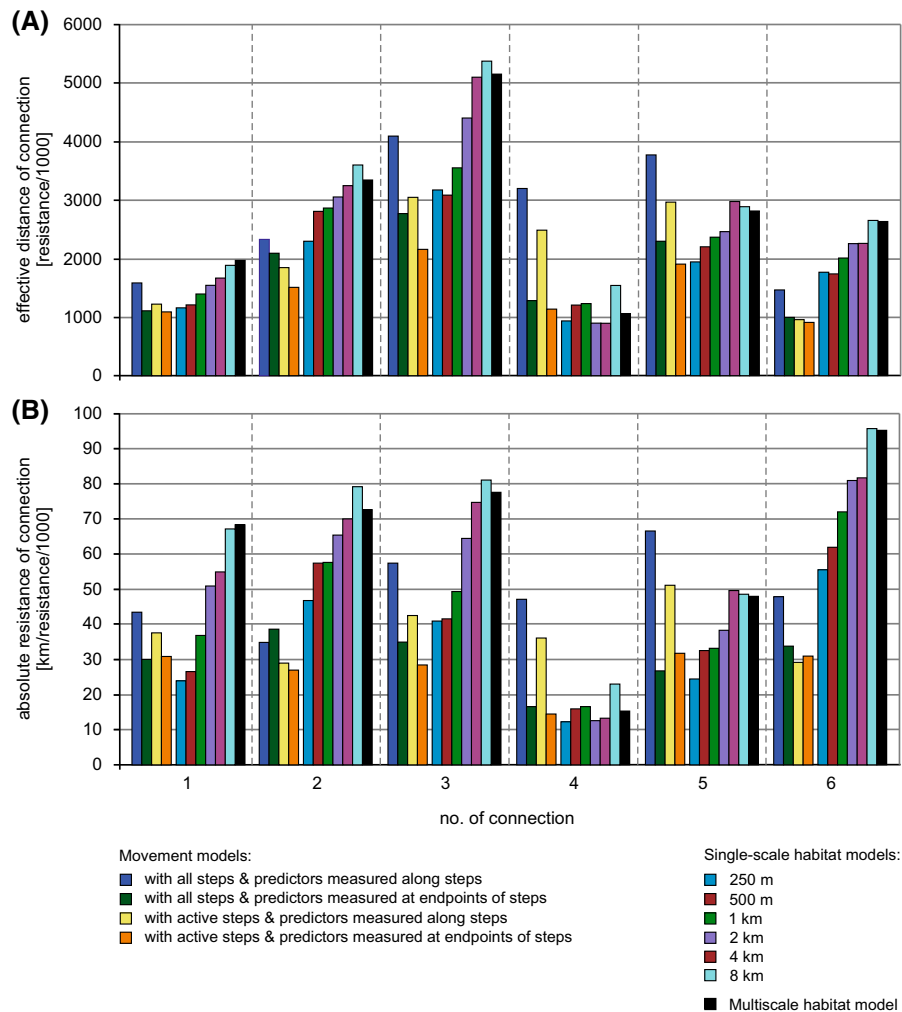 (A)
6000
5000
4000
3000
2000
1000
0
effective distance of connection
[resistance/1000]
(B)
100
90
80
70
60
50
40
30
20
10
0
absolute resistance of connection
[km/resistance/1000]
1 2 3 4 5 6
no. of connection
Movement models:
with all steps & predictors measured along steps
with all steps & predictors measured at endpoints of steps
with active steps & predictors measured along steps
with active steps & predictors measured at endpoints of steps
Single-scale habitat models:
250 m
500 m
1 km
2 km
4 km
8 km
Multiscale habitat model